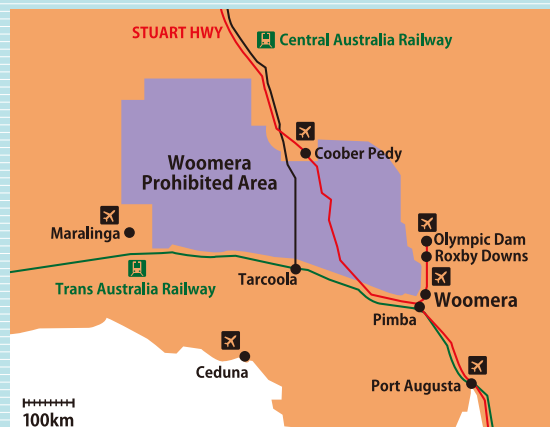 STUART HWY
Central Australia Railway
Woomera
Prohibited Area
Coober Pedy
Maralinga
Olympic Dam
Roxby Downs
Trans Australia Railway
Tarcoola
Woomera
Pimba
Ceduna
Port Augusta
100km